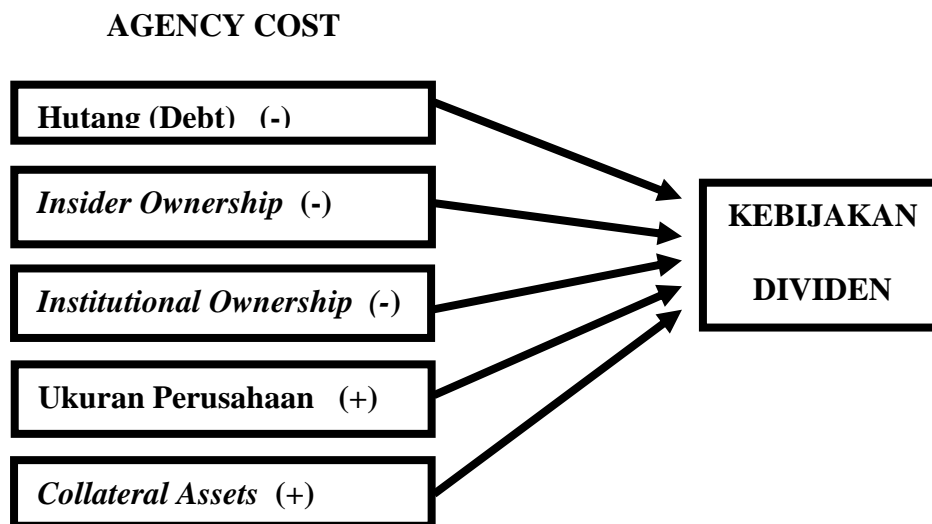 AGENCY COST
Hutang (Debt) (-)
Insider Ownership (-)
Institutional Ownership (-)
Ukuran Perusahaan (+)
Collateral Assets (+)
KEBIJAKAN
DIVIDEN